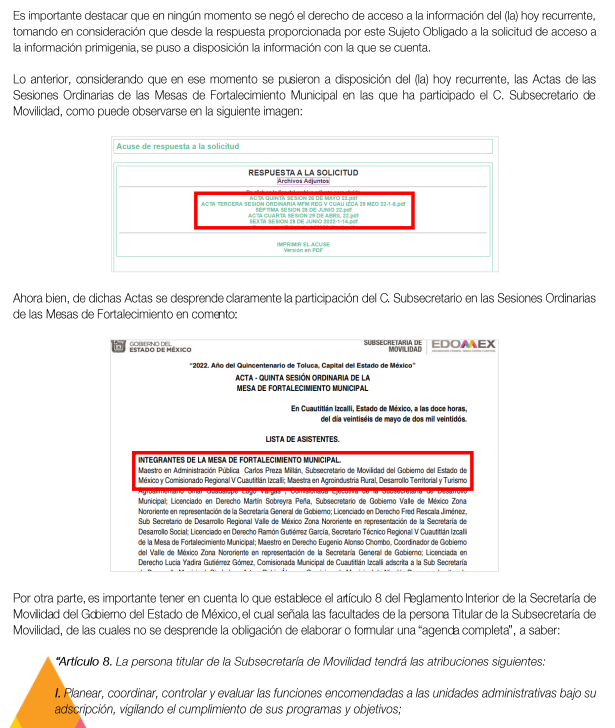 Es importante destacar que en ningún momento se negó el derecho de acceso a la información del (la) hoy recurrente,
tomando en consideración que desde la respuesta proporcionada por este Sujeto Obligado a la solicitud de acceso a
la información primigenia, se puso a disposición la información con la que se cuenta.
Lo anterior, considerando que en ese momento se pusieron a disposición del (la) hoy recurrente, las Actas de las
Sesiones Ordinarias de las Mesas de Fortalecimiento Municipal en las que ha participado el C. Subsecretario de
Movilidad, como puede observarse en la siguiente imagen:
Acuse de respuesta a la solicitud
RESPUESTA A LA SOLICITUD
Archivos Adjuntos
ACTA QUINTA SESION 26 DE MAYO 22.pdf
ACTA TERCERA SESION ORDINARIA MFM REG V CUAU IZCA 25 MZO 22-1-8.pdf
SÉPTIMA SESION 28 DE JUNIO 22.pdf
ACTA CUARTA SESION 29 DE ABRIL 22.pdf
SEXTA SESION 28 DE JUNIO 2022-1-14.pdf
IMPRIMIR EL ACUSE
Versión en PDF
Ahora bien, de dichas Actas se desprende claramente la participación del C. Subsecretario en las Sesiones Ordinarias
de las Mesas de Fortalecimiento en comento:
GOBIERNO DEL
ESTADO DE MÉXICO
SUBSECRETARÍA DE
MOVILIDAD
EDOMEX
"2022. Año del Quincentenario de Toluca, Capital del Estado de México"
ACTA - QUINTA SESIÓN ORDINARIA DE LA
MESA DE FORTALECIMIENTO MUNICIPAL
En Cuautitlán Izcalli, Estado de México, a las doce horas,
del día veintiséis de mayo de dos mil veintidós.
LISTA DE ASISTENTES.
INTEGRANTES DE LA MESA DE FORTALECIMIENTO MUNICIPAL.
Maestro en Administración Pública Carlos Preza Millán, Subsecretario de Movilidad del Gobierno del Estado de
México y Comisionado Regional V Cuautitlán Izcalli; Maestra en Agroindustria Rural, Desarrollo Territorial y Turismo
Agroalimentario Sinaí Guadalupe Lugo Vargas , Comisionada Ejecutiva de la Subsecretaría de Desarrollo
Municipal; Licenciado en Derecho Martín Sobreyra Peña, Subsecretario de Gobierno Valle de México Zona
Nororiente en representación de la Secretaría General de Gobierno; Licenciado en Derecho Fred Rescala Jiménez,
Sub Secretario de Desarrollo Regional Valle de México Zona Nororiente en representación de la Secretaría de
Desarrollo Social; Licenciado en Derecho Ramón Gutiérrez García, Secretario Técnico Regional V Cuautitlán Izcalli
de la Mesa de Fortalecimiento Municipal; Maestro en Derecho Eugenio Alonso Chombo, Coordinador de Gobierno
del Valle de México Zona Nororiente en representación de la Secretaría General de Gobierno; Licenciada en
Derecho Lucia Yadira Gutiérrez Gómez, Comisionada Municipal de Cuautitlán Izcalli adscrita a la Sub Secretaría
Por otra parte, es importante tener en cuenta lo que establece el artículo 8 del Reglamento Interior de la Secretaría de
Movilidad del Gobierno del Estado de México, el cual señala las facultades de la persona Titular de la Subsecretaría de
Movilidad, de las cuales no se desprende la obligación de elaborar o formular una "agenda completa", a saber:
"Artículo 8. La persona titular de la Subsecretaría de Movilidad tendrá las atribuciones siguientes:
I. Planear, coordinar, controlar y evaluar las funciones encomendadas a las unidades administrativas bajo su
adscripción, vigilando el cumplimiento de sus programas y objetivos;